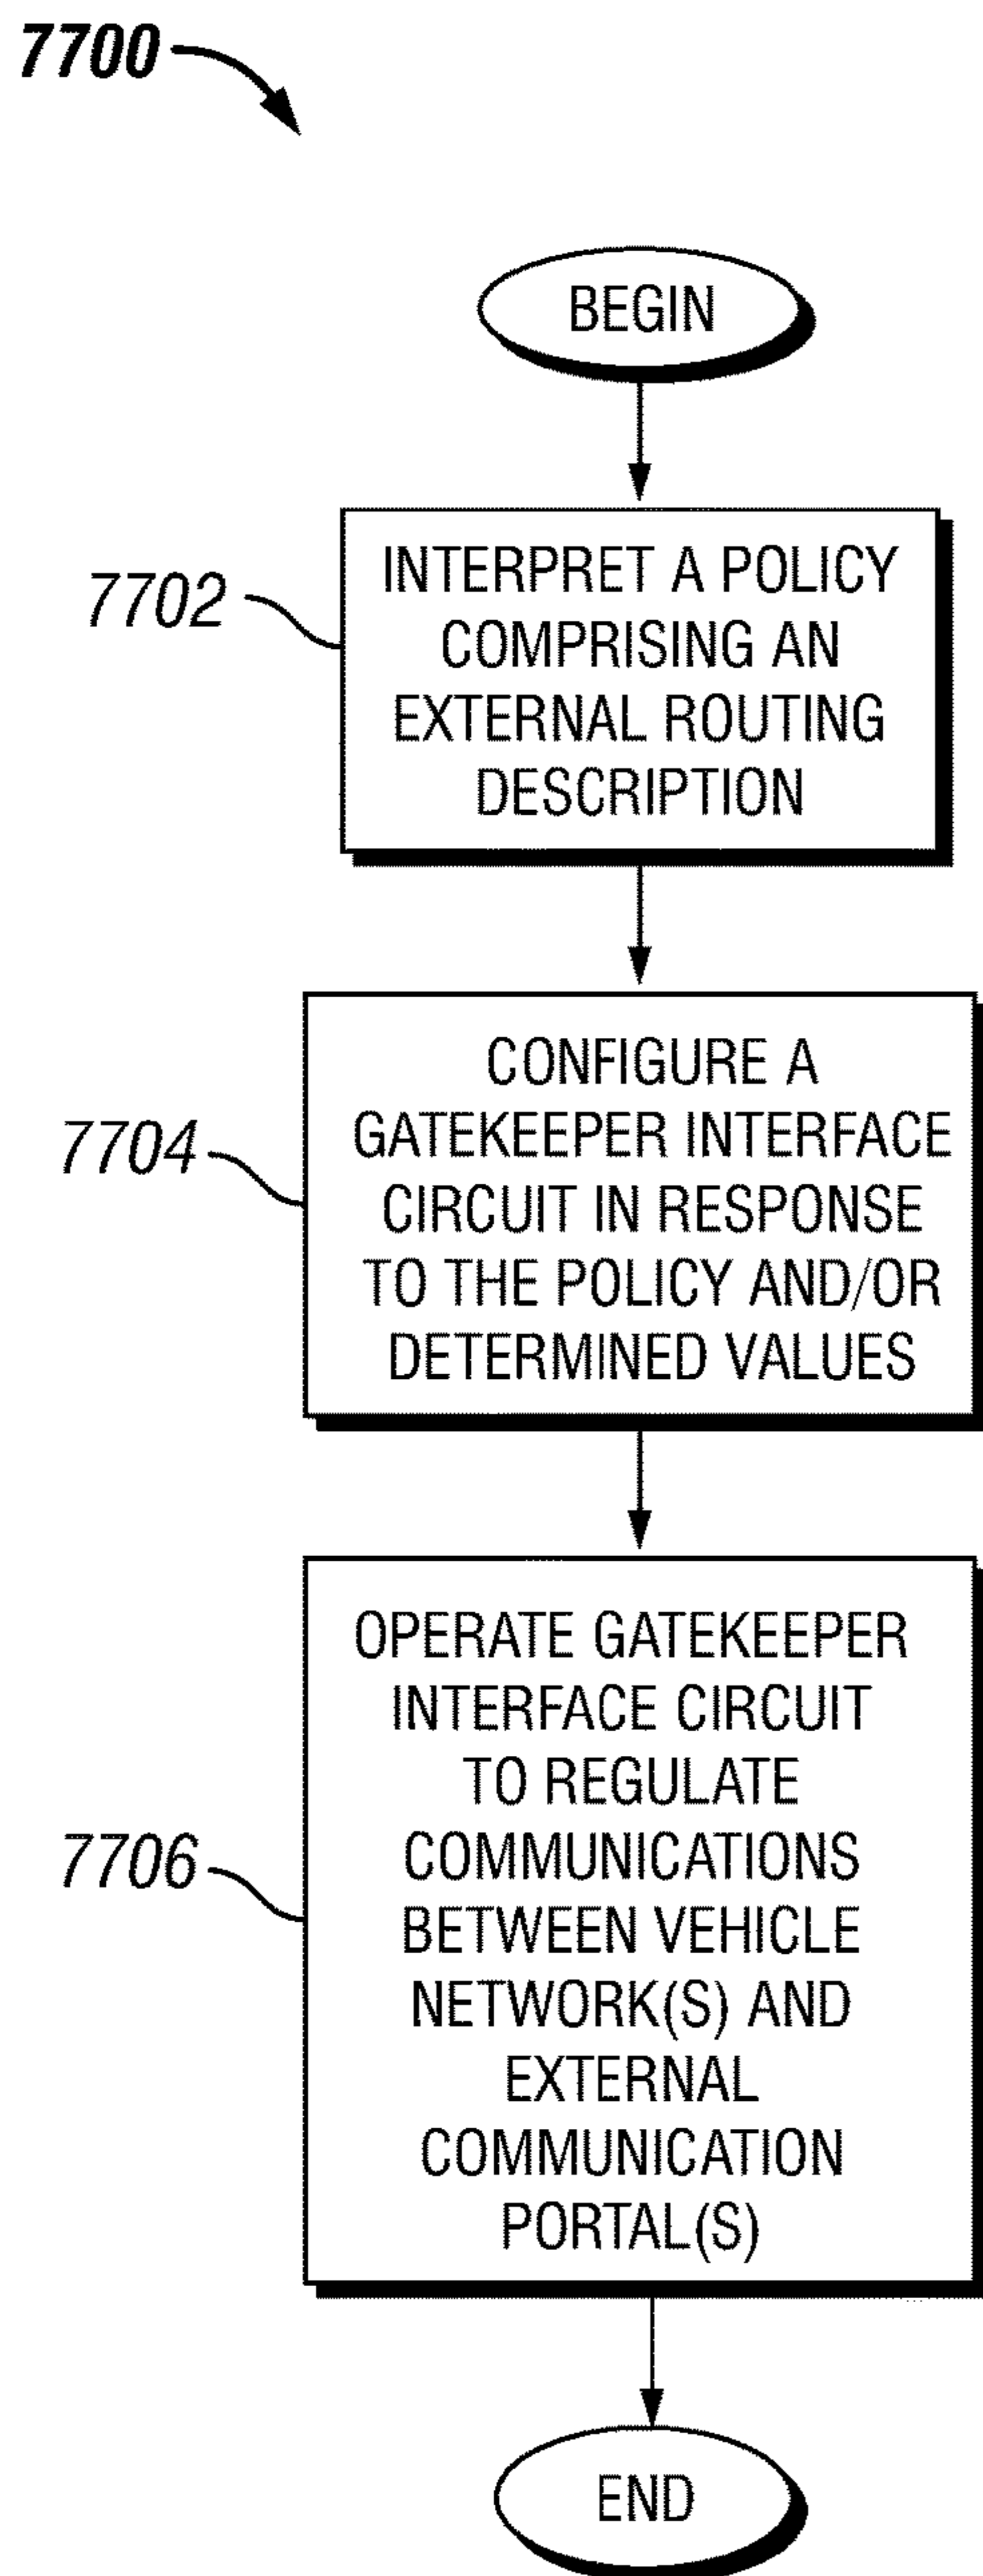 7700
BEGIN
7702
INTERPRET A POLICY
COMPRISING AN
EXTERNAL ROUTING
DESCRIPTION
7704
CONFIGURE A
GATEKEEPER INTERFACE
CIRCUIT IN RESPONSE
TO THE POLICY AND/OR
DETERMINED VALUES
7706
OPERATE GATEKEEPER
INTERFACE CIRCUIT
TO REGULATE
COMMUNICATIONS
BETWEEN VEHICLE
NETWORK(S) AND
EXTERNAL
COMMUNICATION
PORTAL(S)
END